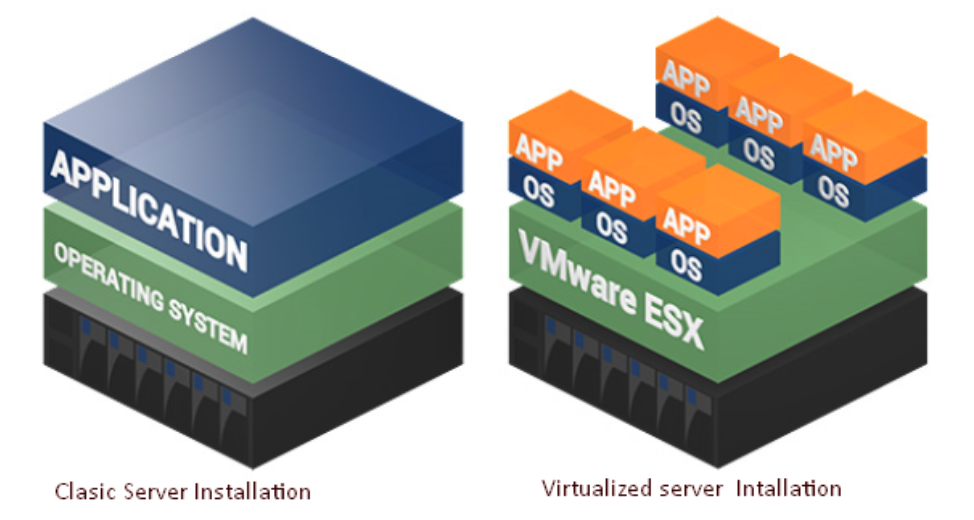 APPLICATION
OPERATING SYSTEM
Clasic Server Installation
APP
OS
APP
OS
APP
OS
APP
OS
APP
OS
APP
OS
VMware ESX
Virtualized server Intallation